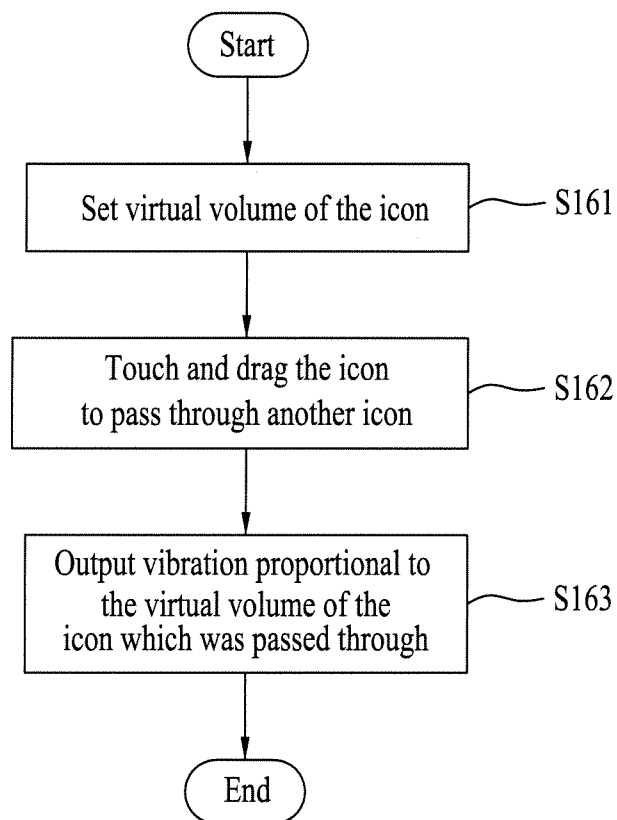 Start
Set virtual volume of the icon
S161
Touch and drag the icon
to pass through another icon
S162
Output vibration proportional to
the virtual volume of the
icon which was passed through
S163
End